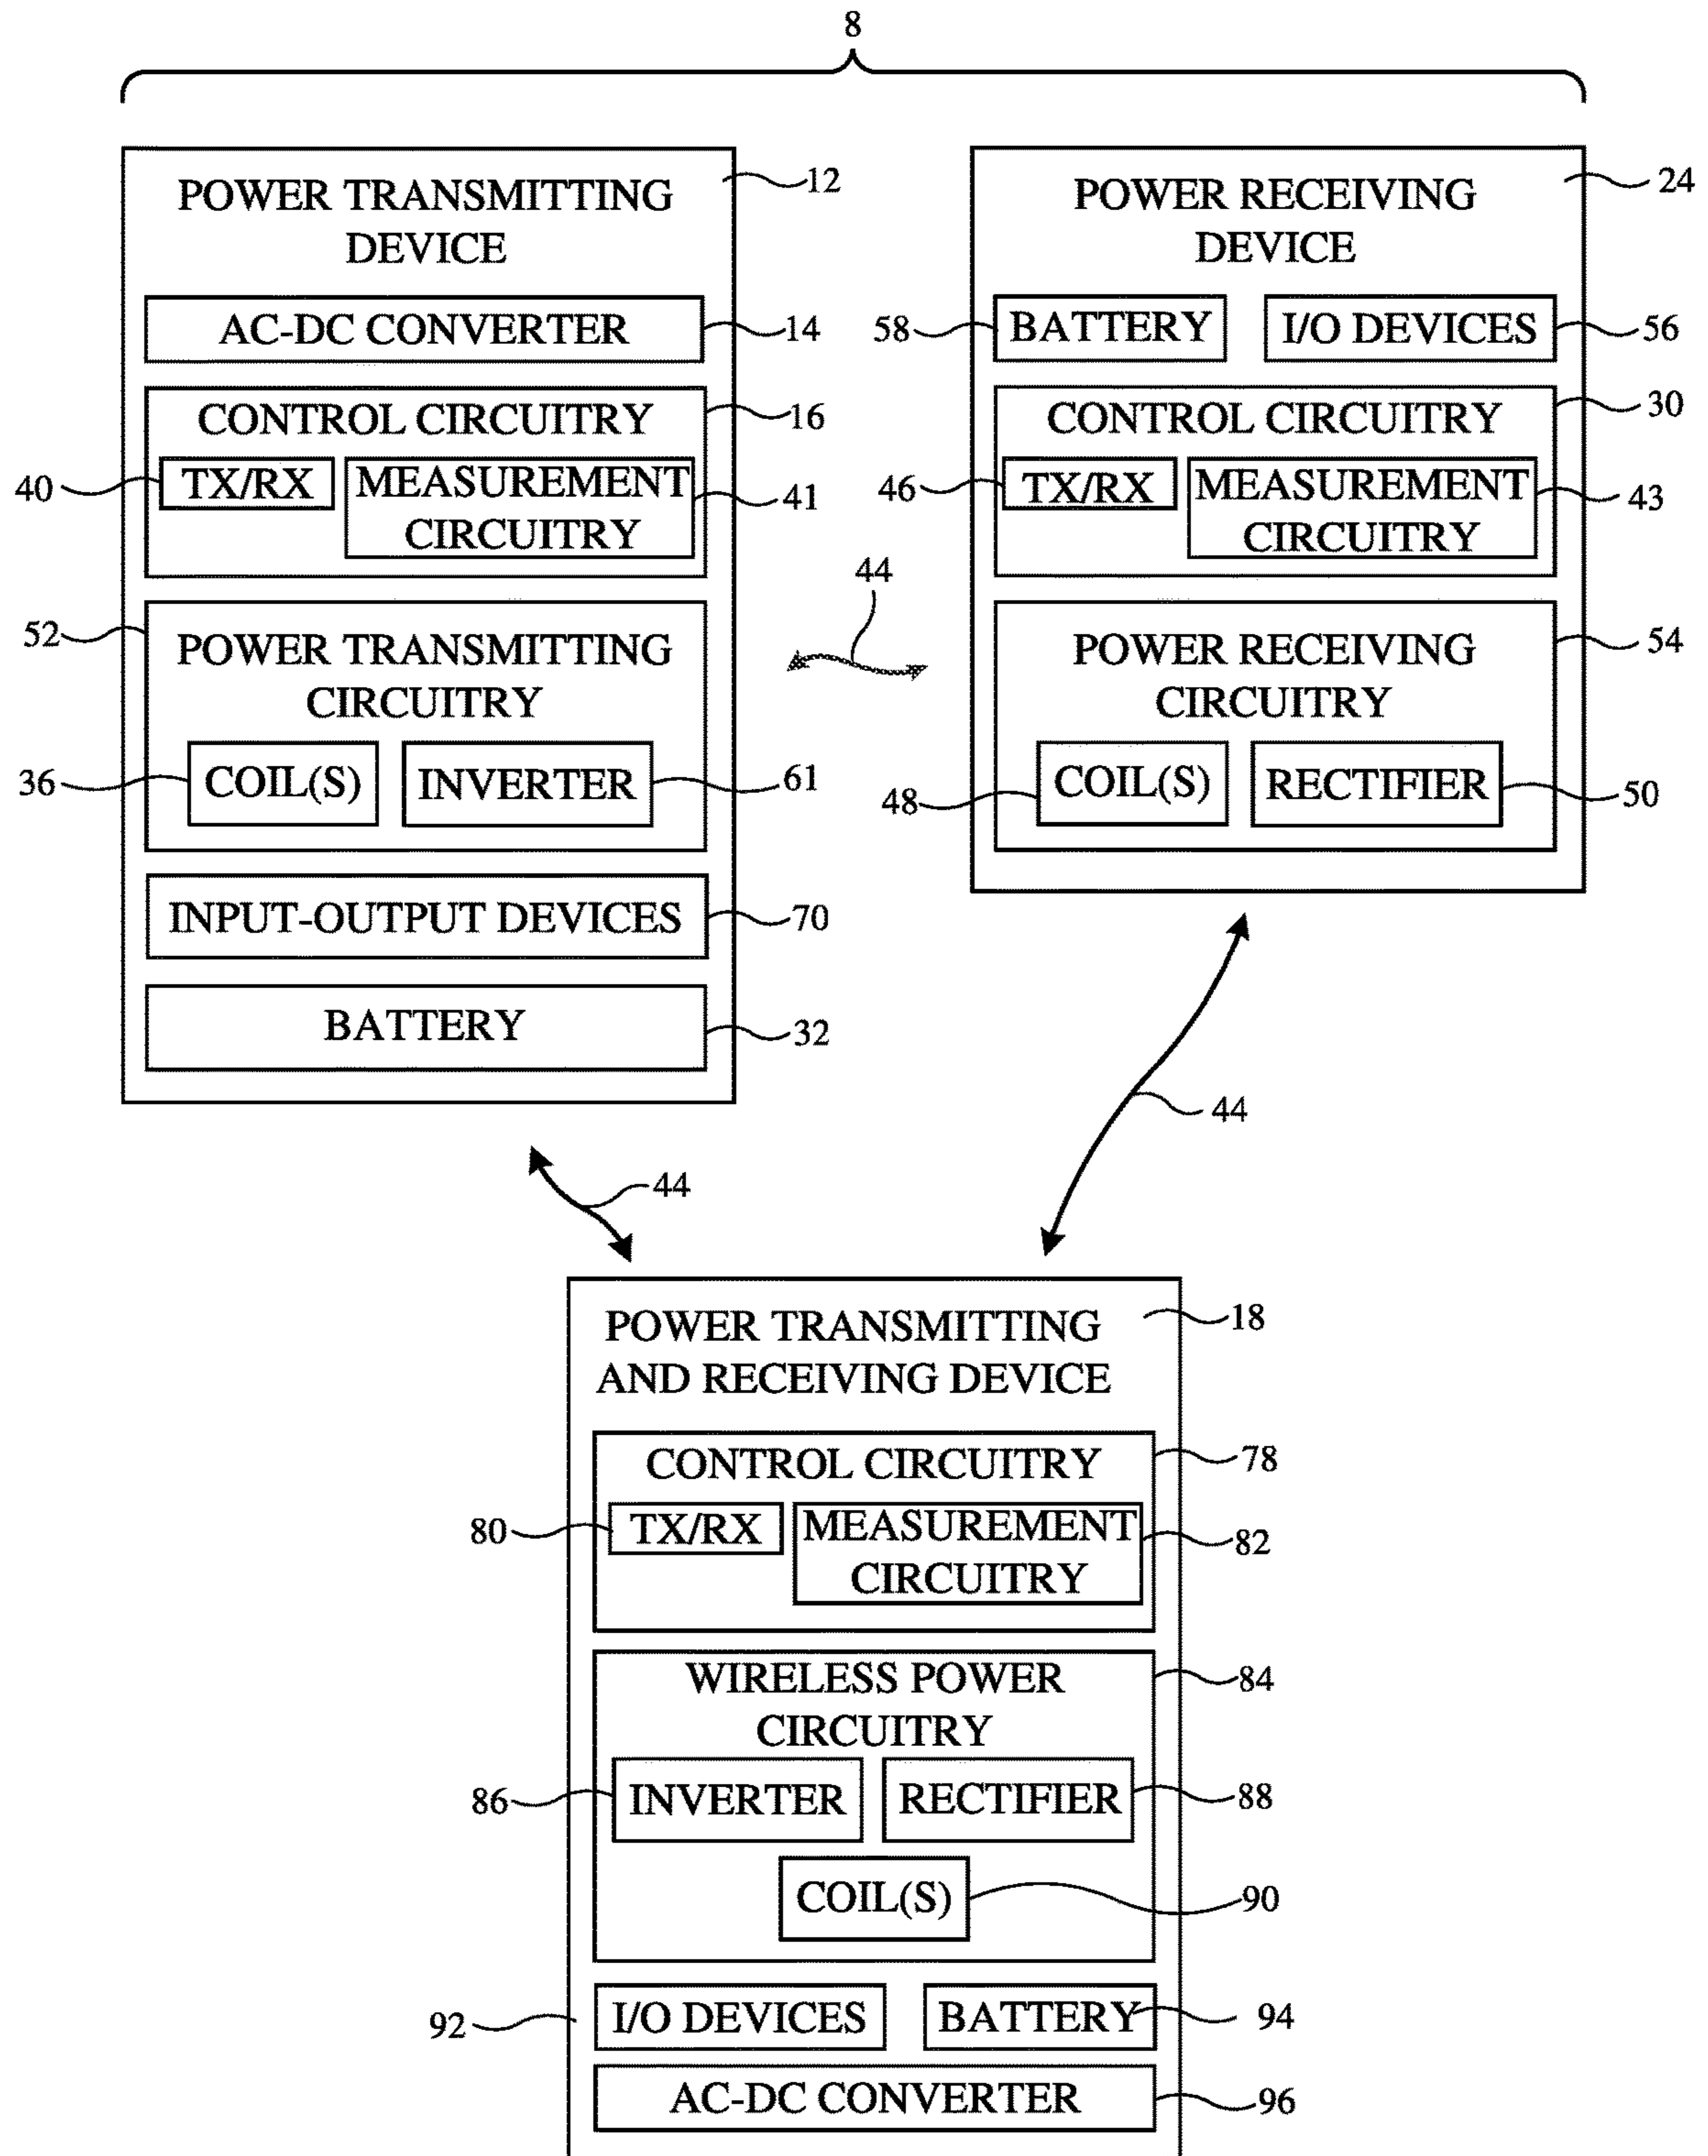 8
POWER TRANSMITTING
DEVICE
12
AC-DC CONVERTER
14
CONTROL CIRCUITRY
16
40
TX/RX
MEASUREMENT
CIRCUITRY
41
52
POWER TRANSMITTING
CIRCUITRY
36
COIL(S)
INVERTER
61
INPUT-OUTPUT DEVICES
70
BATTERY
32
44
POWER RECEIVING
DEVICE
24
58
BATTERY
I/O DEVICES
56
CONTROL CIRCUITRY
30
46
TX/RX
MEASUREMENT
CIRCUITRY
43
POWER RECEIVING
CIRCUITRY
54
48
COIL(S)
RECTIFIER
50
44
44
POWER TRANSMITTING
AND RECEIVING DEVICE
18
CONTROL CIRCUITRY
78
80
TX/RX
MEASUREMENT
CIRCUITRY
82
WIRELESS POWER
CIRCUITRY
84
86
INVERTER
RECTIFIER
88
COIL(S)
90
92
I/O DEVICES
BATTERY
94
AC-DC CONVERTER
96